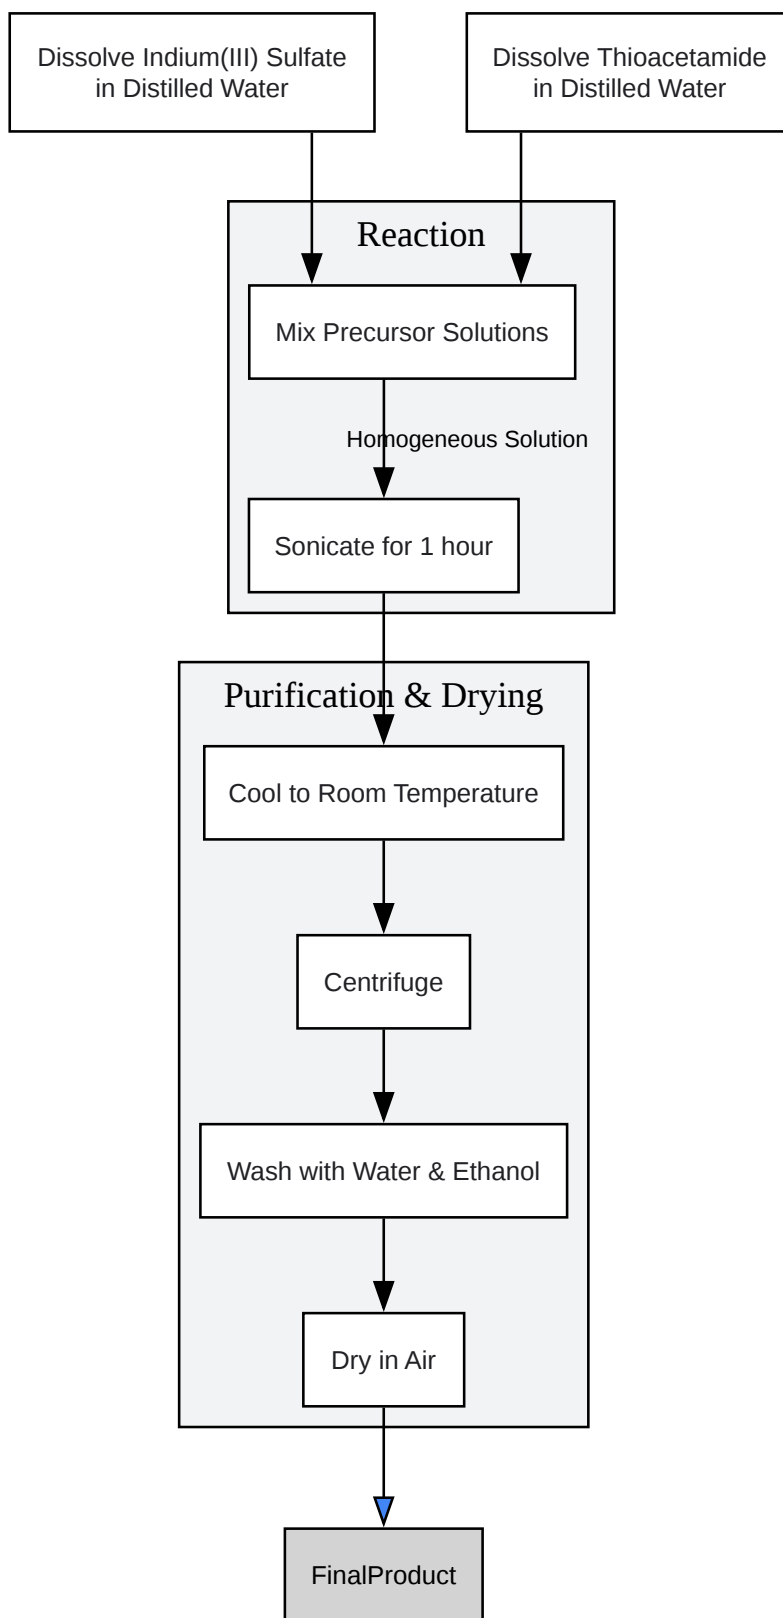 Dissolve Indium(III) Sulfate
in Distilled Water
Dissolve Thioacetamide
in Distilled Water
Reaction
Mix Precursor Solutions
Homogeneous Solution
Sonicate for 1 hour
Purification & Drying
Cool to Room Temperature
Centrifuge
Wash with Water & Ethanol
Dry in Air
FinalProduct